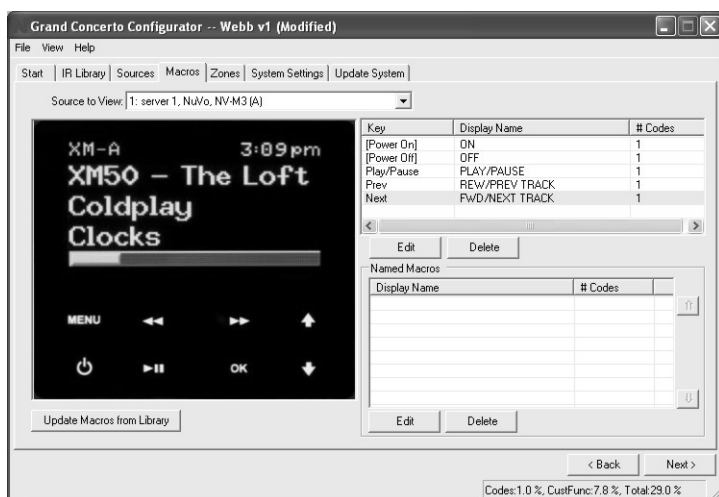 Grand Concerto Configurator -- Webb v1 (Modified)
File View Help
Start IR Library Sources Macros Zones System Settings Update System
Source to View: 1: server 1, NuVo, NV-M3 (A)
XM-A 3:09pm
XM50 – The Loft
Coldplay
Clocks
MENU
OK
Update Macros from Library
Key Display Name # Codes
[Power On] ON 1
[Power Off] OFF 1
Play/Pause PLAY/PAUSE 1
Prev REW/PREV TRACK 1
Next FWD/NEXT TRACK 1
Edit Delete
Named Macros
Display Name # Codes
Edit Delete
< Back Next >
Codes:1.0 %, CustFunc:7.8 %, Total:29.0 %